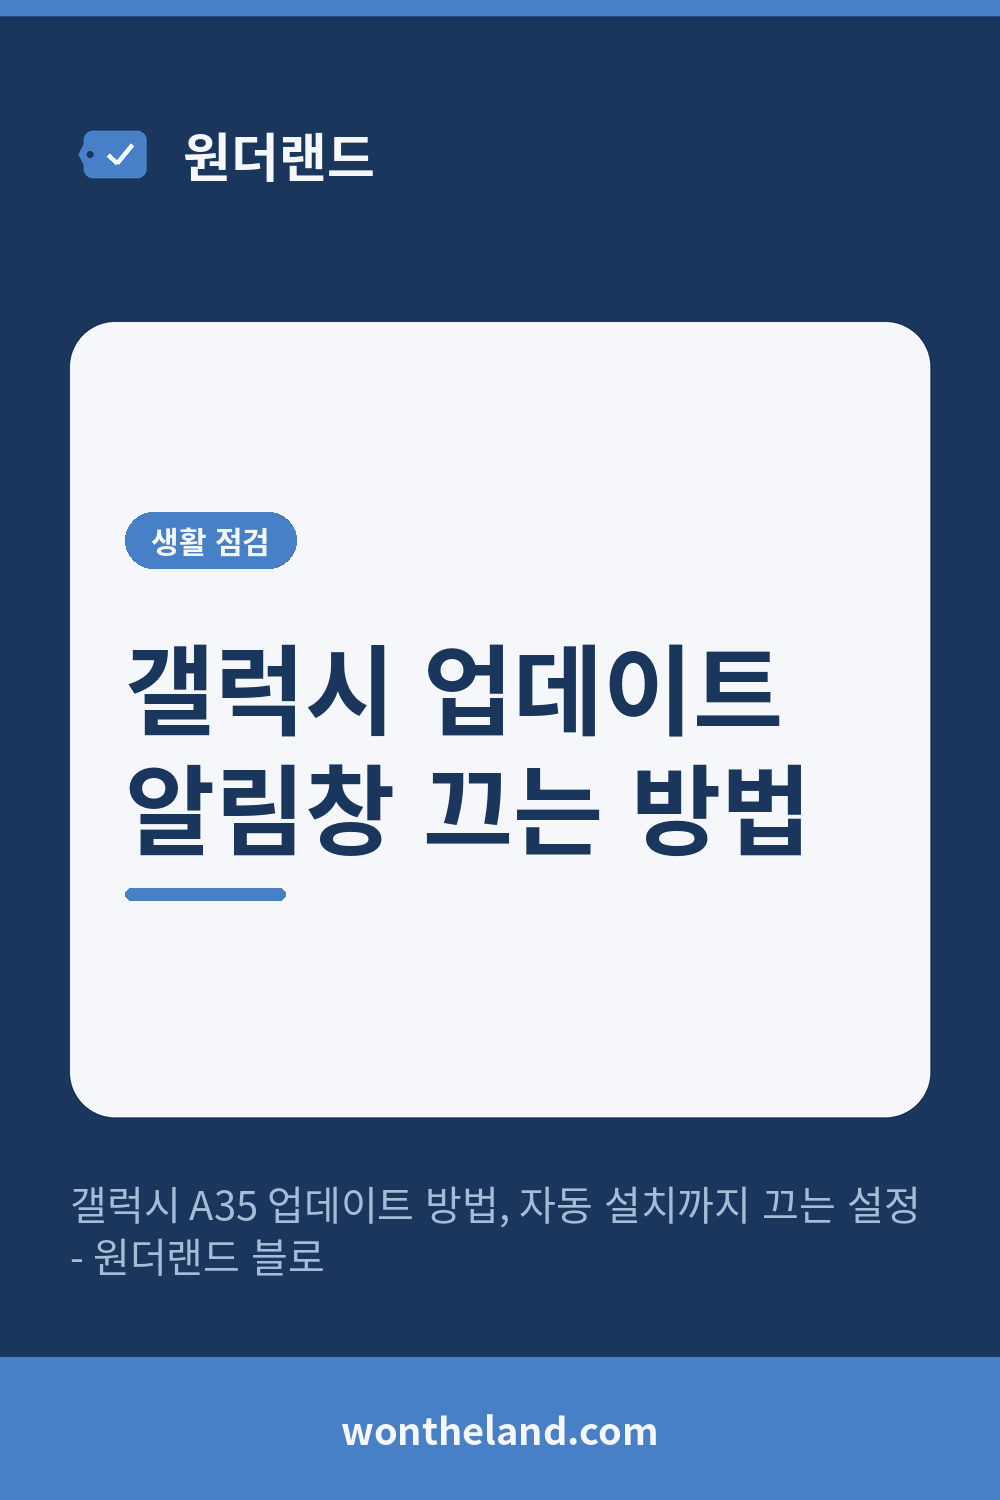 원더랜드
생활 점검
갤럭시 업데이트
알림창 끄는 방법
갤럭시 A35 업데이트 방법, 자동 설치까지 끄는 설정
- 원더랜드 블로
wontheland.com